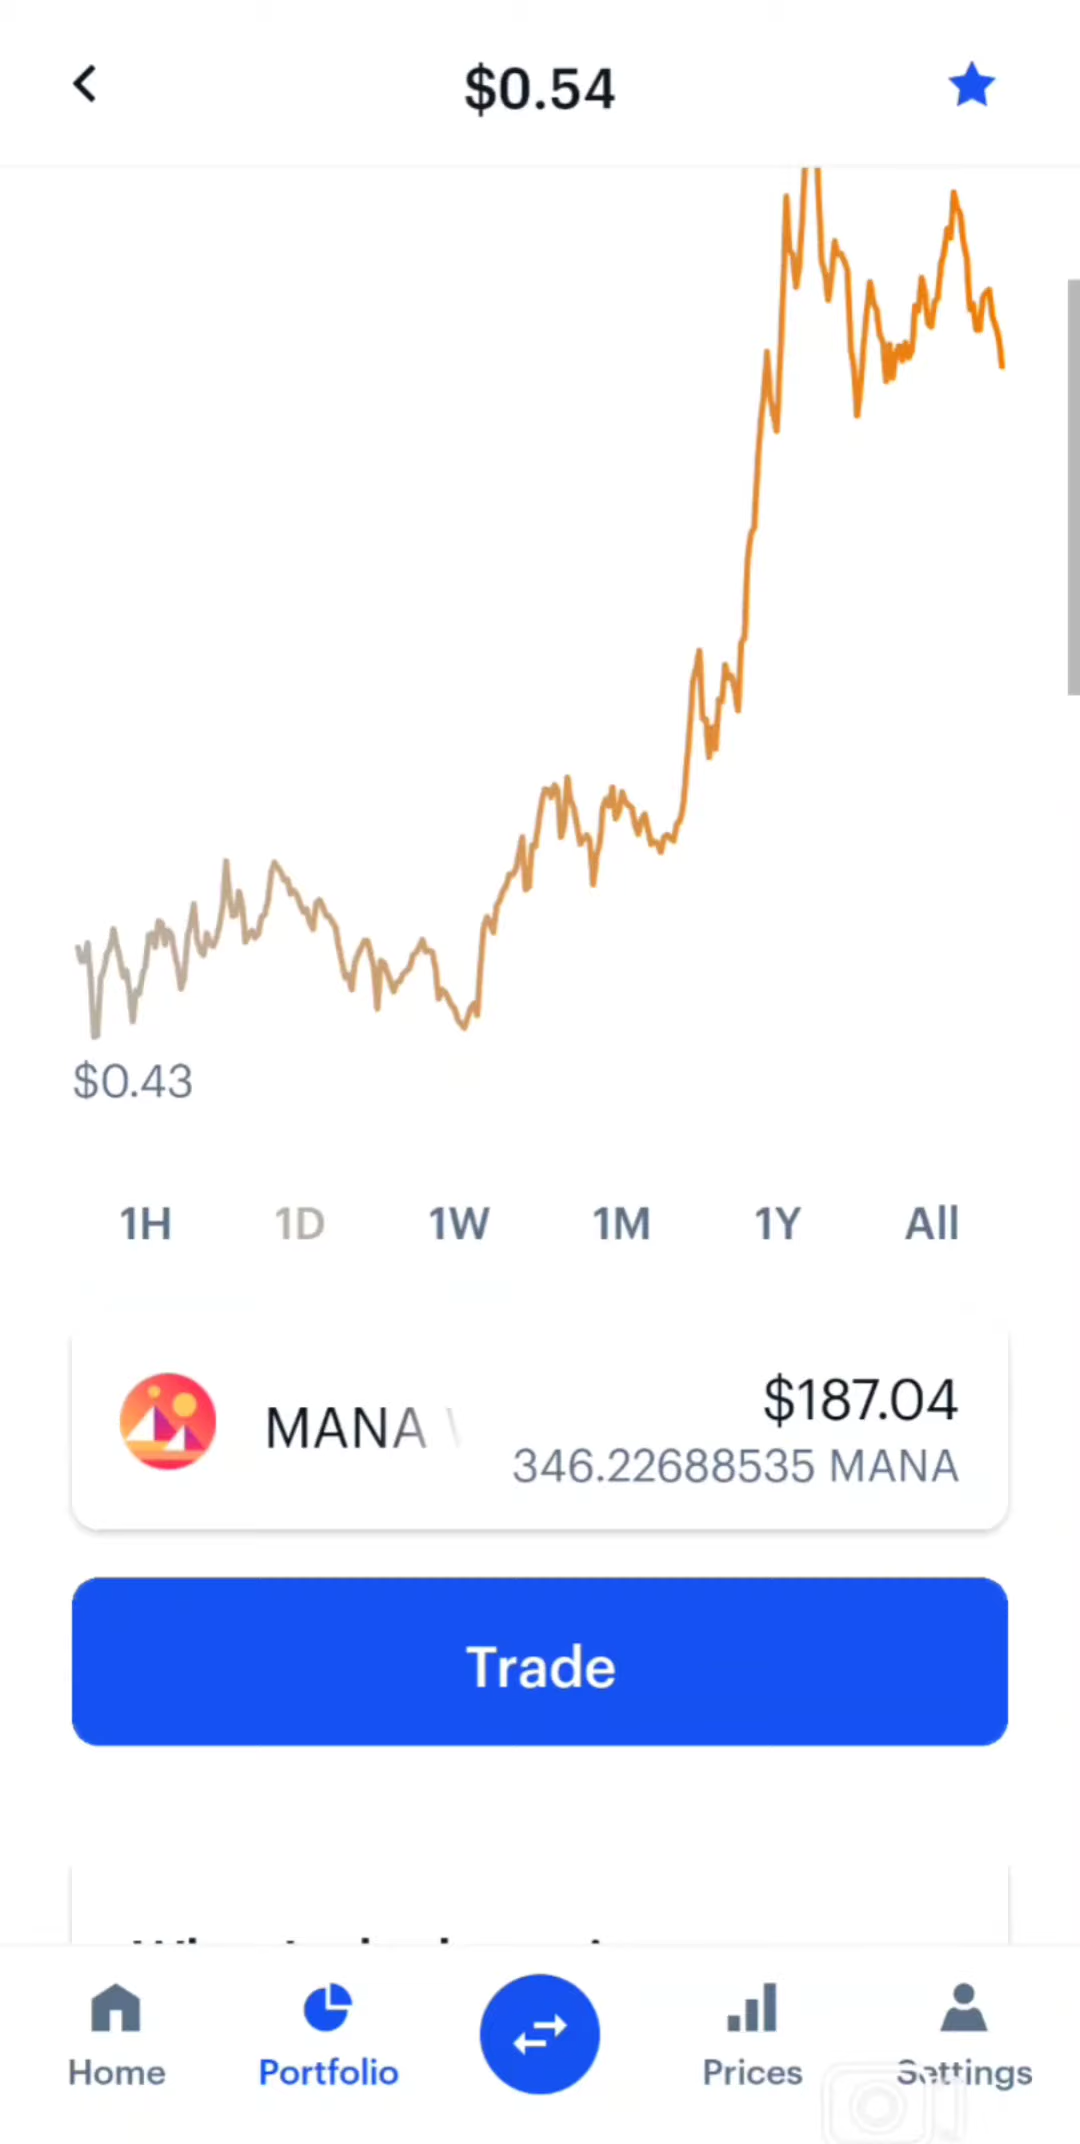 $0.54
$0.43
1H 1D 1W 1M 1Y All
MANA
$187.04
346.22688535 MANA
Trade
Home Portfolio Prices Settings